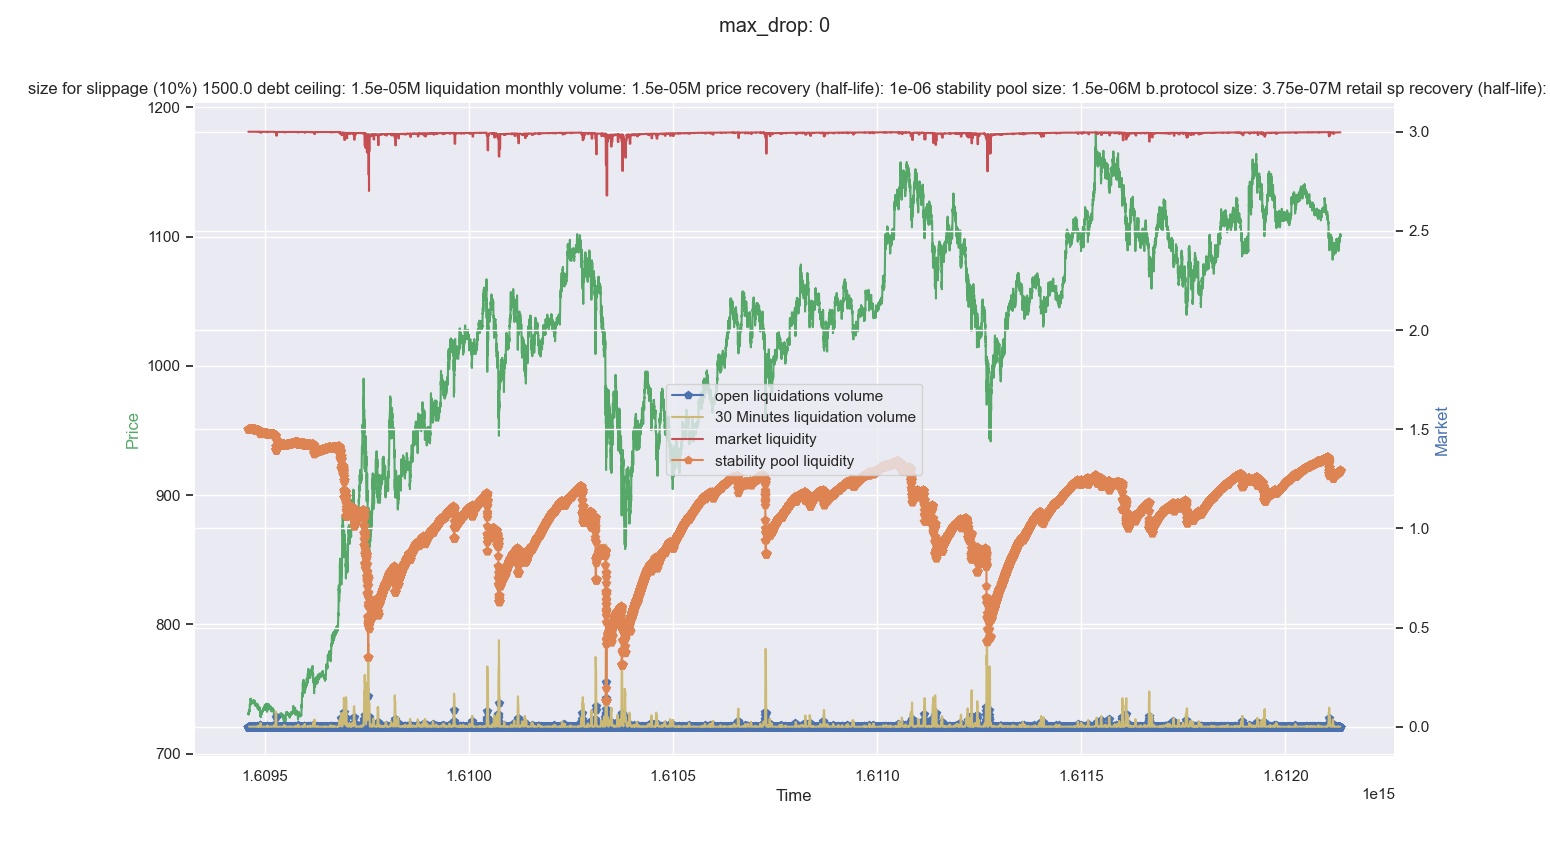 max_drop: 0
size for slippage (10%) 1500.0 debt ceiling: 1.5e-05M liquidation monthly volume: 1.5e-05M price recovery (half-life): 1e-06 stability pool size: 1.5e-06M b.protocol size: 3.75e-07M retail sp recovery (half-life):
1200
1100
1000
900
800
700
Price
3.0
2.5
2.0
1.5
1.0
0.5
0.0
Market
open liquidations volume
30 Minutes liquidation volume
market liquidity
stability pool liquidity
1.6095 1.6100 1.6105 1.6110 1.6115 1.6120
Time
1e15